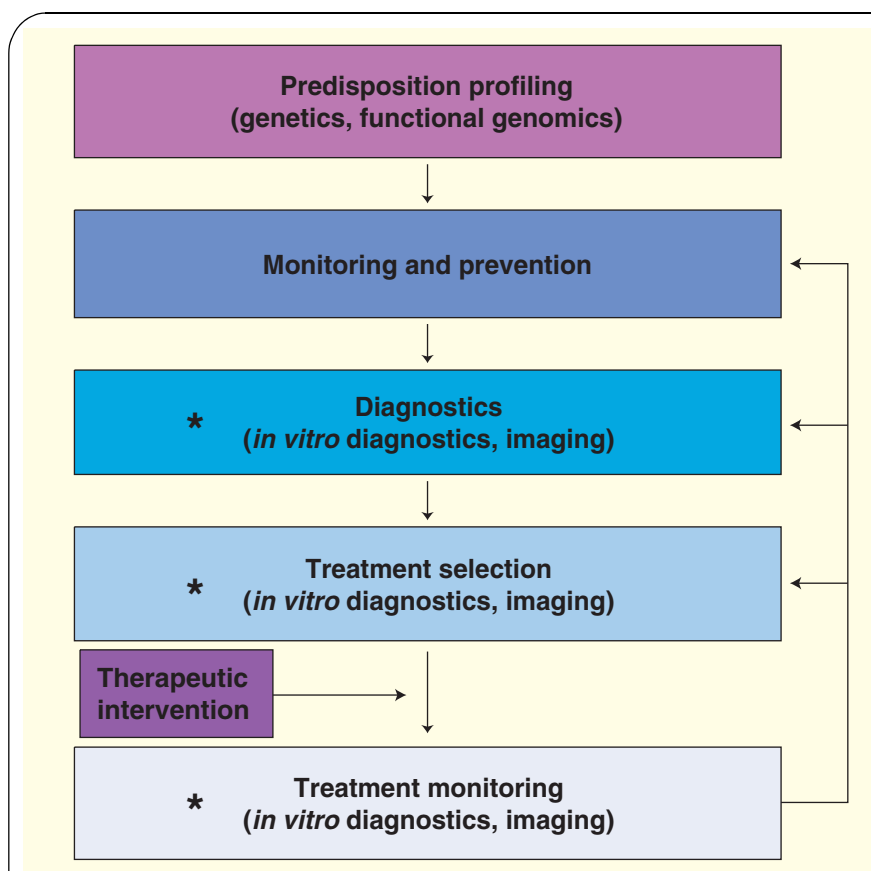 Predisposition profiling
(genetics, functional genomics)
Monitoring and prevention
* Diagnostics
(in vitro diagnostics, imaging)
* Treatment selection
(in vitro diagnostics, imaging)
Therapeutic
intervention
* Treatment monitoring
(in vitro diagnostics, imaging)